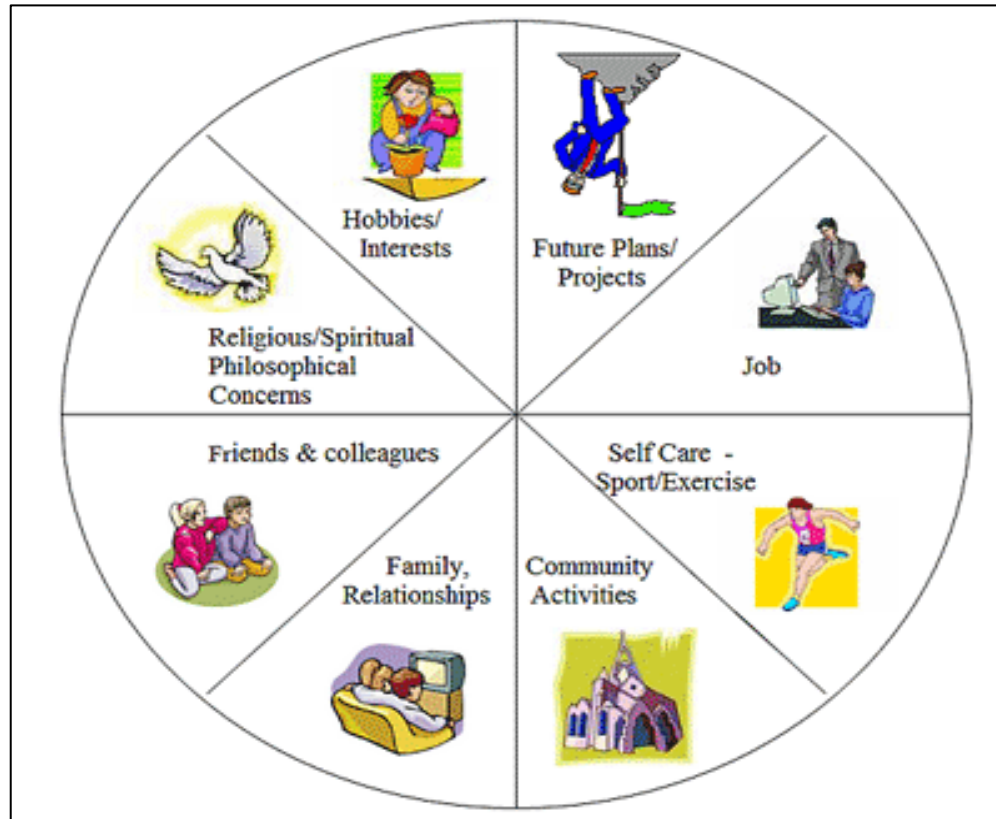 Hobbies/
Interests
Future Plans/
Projects
Religious/Spiritual
Philosophical
Concerns
Job
Friends & colleagues
Self Care -
Sport/Exercise
Family,
Relationships
Community
Activities